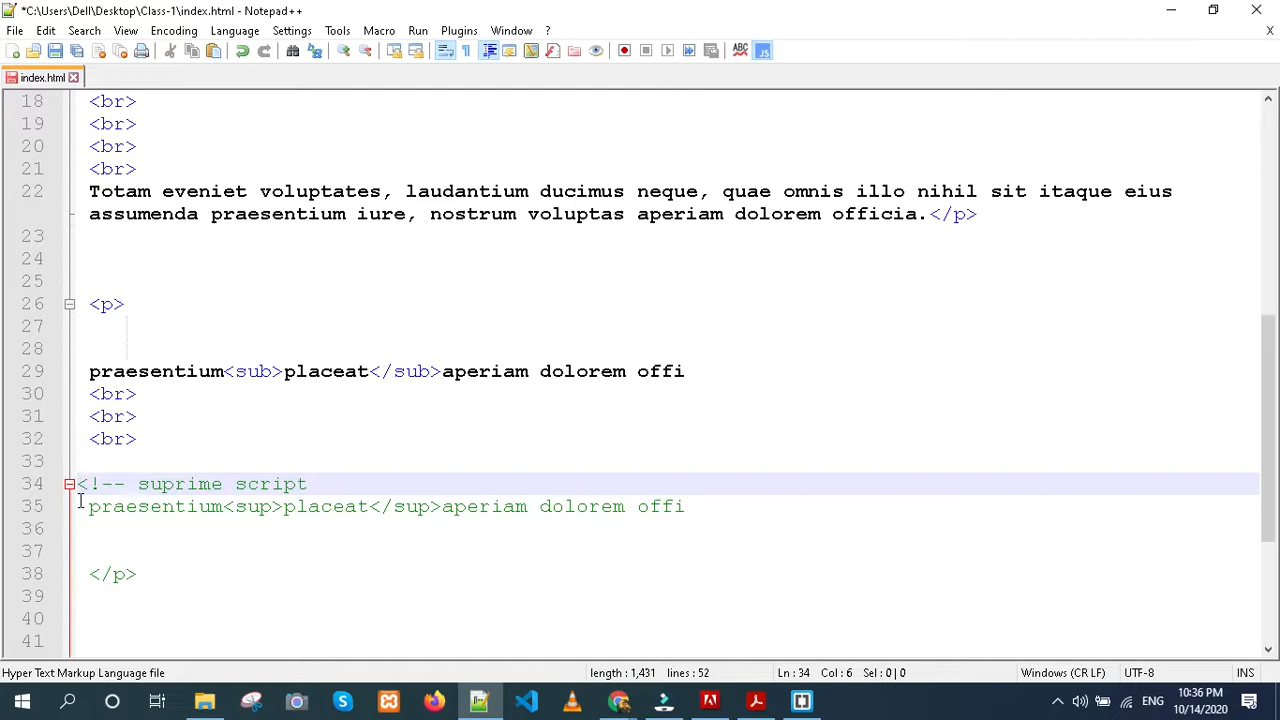 *C:\Users\Dell\Desktop\Class-1\index.html - Notepad++
File Edit Search View Encoding Language Settings Tools Macro Run Plugins Window ? X
ABC JS
index.html
18 <br>
19 <br>
20 <br>
21 <br>
22 Totam eveniet voluptates, laudantium ducimus neque, quae omnis illo nihil sit itaque eius
assumenda praesentium iure, nostrum voluptas aperiam dolorem officia.</p>
23
24
25
26 <p>
27
28
29 praesentium<sub>placeat</sub>aperiam dolorem offi
30 <br>
31 <br>
32 <br>
33
34 <!-- suprime script
35 praesentium<sup>placeat</sup>aperiam dolorem offi
36
37
38 </p>
39
40
41
Hyper Text Markup Language file length : 1,431 lines : 52 Ln : 34 Col : 6 Sel : 0 | 0 Windows (CR LF) UTF-8 INS
ENG 10:36 PM
10/14/2020